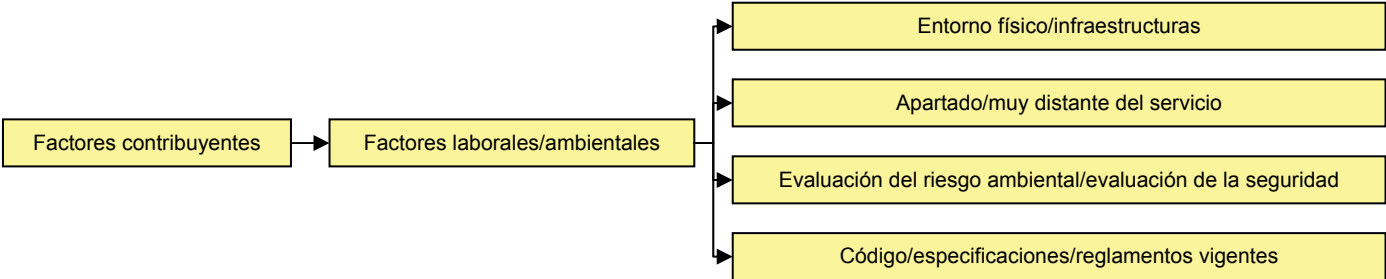 Entorno físico/infraestructuras
Apartado/muy distante del servicio
Factores contribuyentes
Factores laborales/ambientales
Evaluación del riesgo ambiental/evaluación de la seguridad
Código/especificaciones/reglamentos vigentes